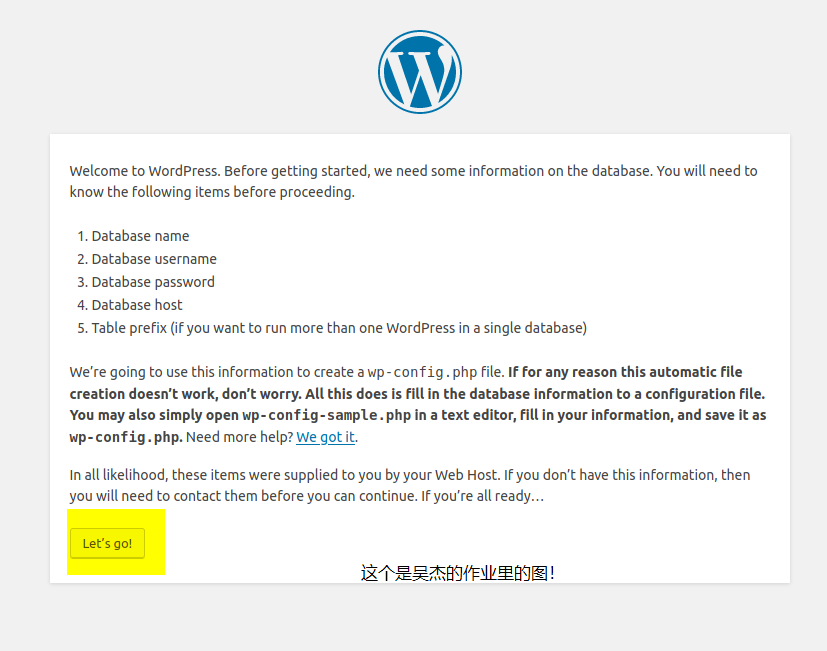 Welcome to WordPress. Before getting started, we need some information on the database. You will need to
know the following items before proceeding.
1. Database name
2. Database username
3. Database password
4. Database host
5. Table prefix (if you want to run more than one WordPress in a single database)
We’re going to use this information to create a wp-config.php file. If for any reason this automatic file
creation doesn’t work, don’t worry. All this does is fill in the database information to a configuration file.
You may also simply open wp-config-sample.php in a text editor, fill in your information, and save it as
wp-config.php. Need more help? We got it.
In all likelihood, these items were supplied to you by your Web Host. If you don’t have this information, then
you will need to contact them before you can continue. If you’re all ready…
Let’s go!
这个是吴杰的作业里的图！